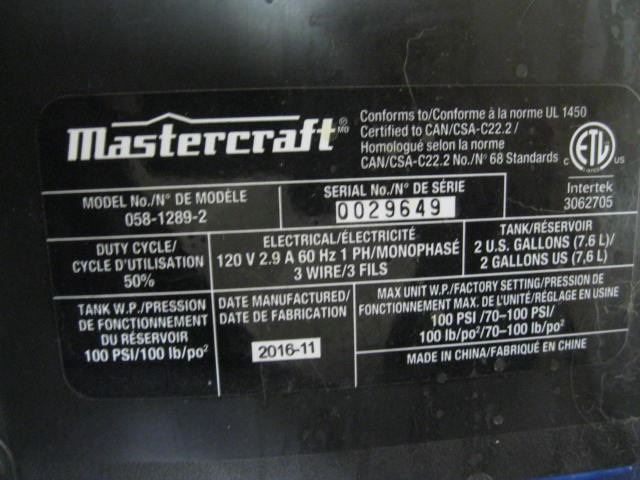 Mastercraft
®
MD
Conforms to/Conforme à la norme UL 1450
Certified to CAN/CSA-C22.2/
Homologué selon la norme
CAN/CSA-C22.2 No./N° 68 Standards
C ETL US
Intertek
3062705
MODEL No./N° DE MODÈLE
058-1289-2
SERIAL No./N° DE SÉRIE
0029649
DUTY CYCLE/
CYCLE D'UTILISATION
50%
ELECTRICAL/ÉLECTRICITÉ
120 V 2.9 A 60 Hz 1 PH/MONOPHASÉ
3 WIRE/3 FILS
TANK/RÉSERVOIR
2 U.S. GALLONS (7.6 L)/
2 GALLONS US (7,6 L)
TANK W.P./PRESSION
DE FONCTIONNEMENT
DU RÉSERVOIR
100 PSI/100 lb/po²
DATE MANUFACTURED/
DATE DE FABRICATION
2016-11
MAX UNIT W.P./FACTORY SETTING/PRESSION DE
FONCTIONNEMENT MAX. DE L'UNITÉ/RÉGLAGE EN USINE
100 PSI/70-100 PSI/
100 lb/po²/70-100 lb/po²
MADE IN CHINA/FABRIQUÉ EN CHINE